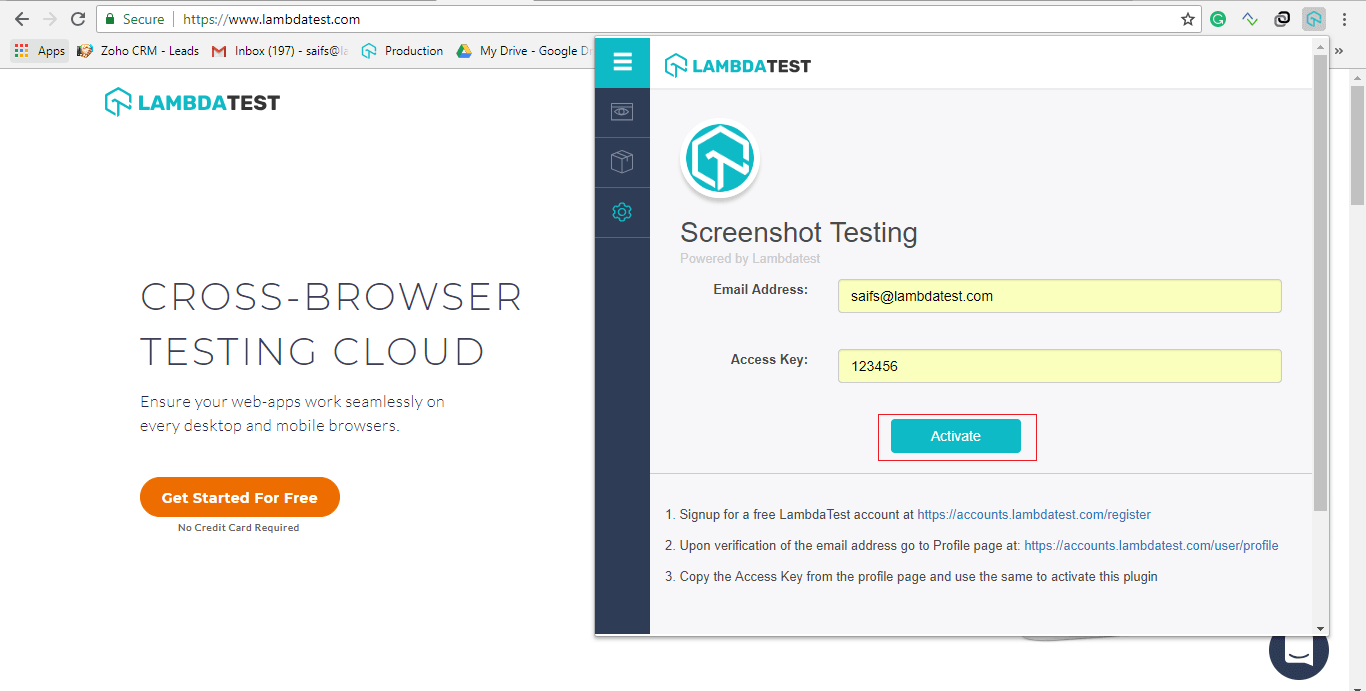 Secure https://www.lambdatest.com
Apps Zoho CRM - Leads Inbox (197) - saifs@la Production My Drive - Google Dr »
LAMBDATEST
CROSS-BROWSER
TESTING CLOUD
Ensure your web-apps work seamlessly on
every desktop and mobile browsers.
Get Started For Free
No Credit Card Required
LAMBDATEST
Screenshot Testing
Powered by Lambdatest
Email Address: saifs@lambdatest.com
Access Key: 123456
Activate
1. Signup for a free LambdaTest account at https://accounts.lambdatest.com/register
2. Upon verification of the email address go to Profile page at: https://accounts.lambdatest.com/user/profile
3. Copy the Access Key from the profile page and use the same to activate this plugin